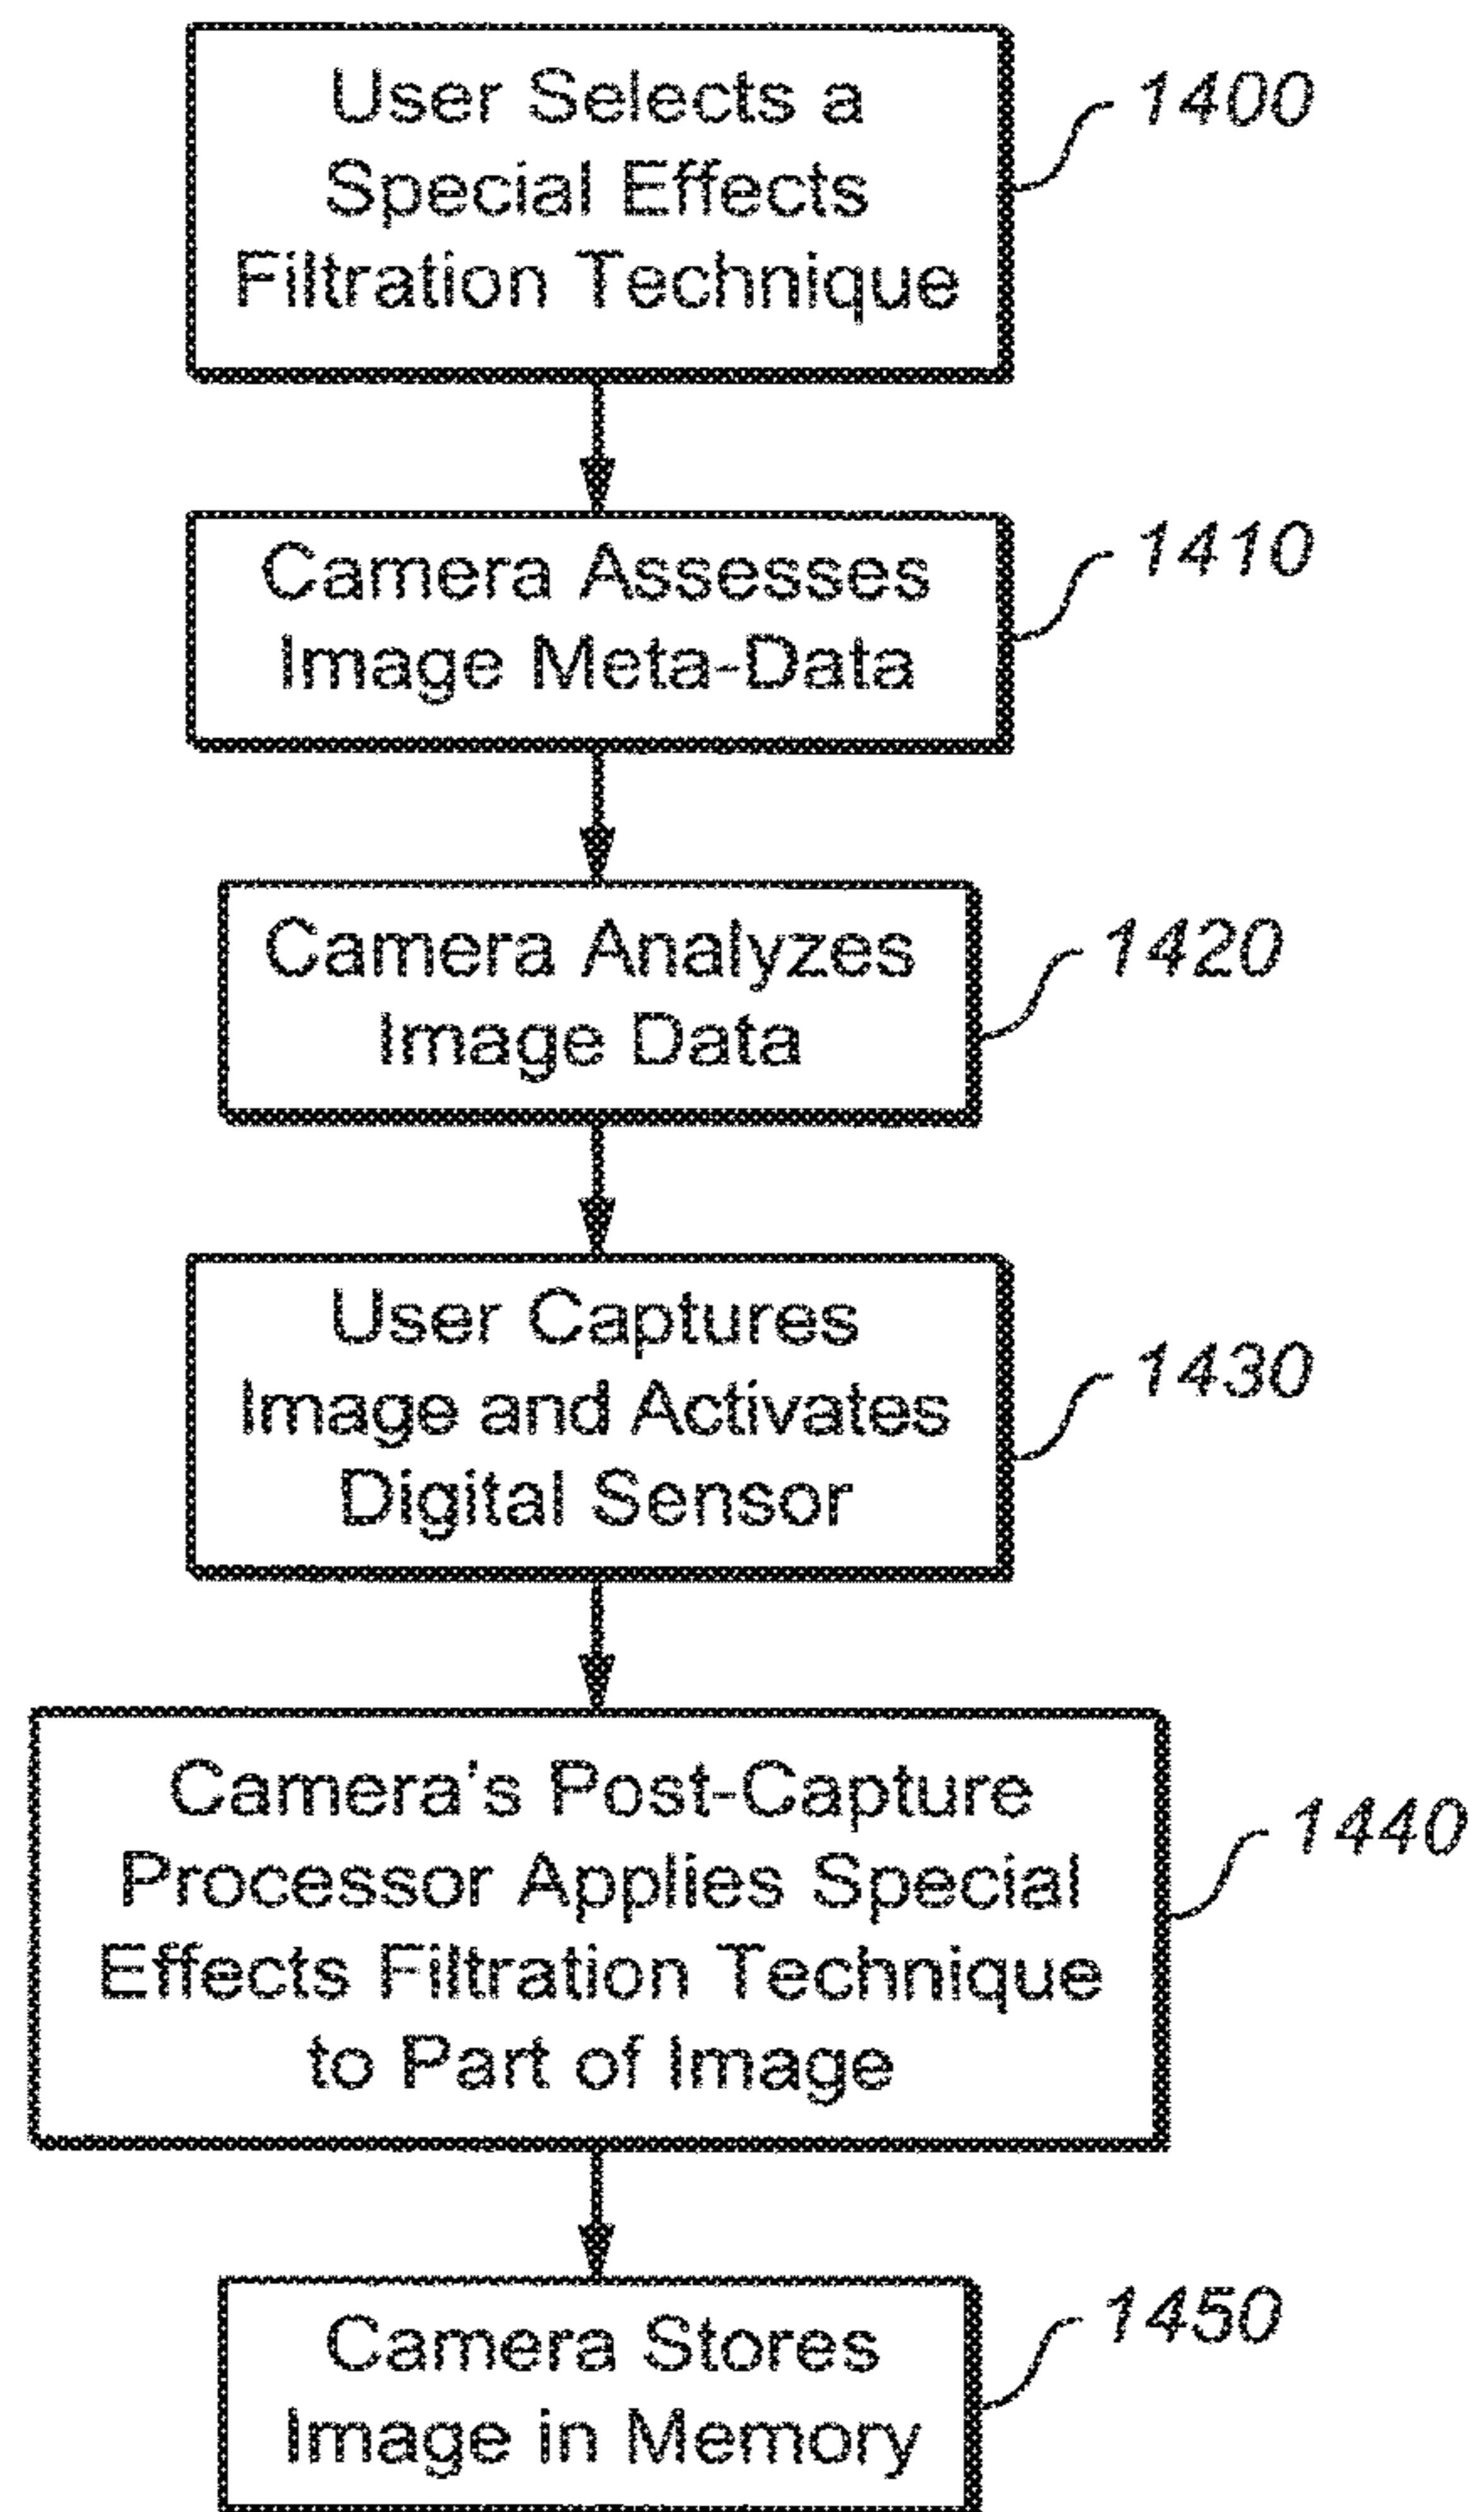 User Selects a
Special Effects
Filtration Technique
1400
Camera Assesses
Image Meta-Data
1410
Camera Analyzes
Image Data
1420
User Captures
Image and Activates
Digital Sensor
1430
Camera's Post-Capture
Processor Applies Special
Effects Filtration Technique
to Part of Image
1440
Camera Stores
Image in Memory
1450